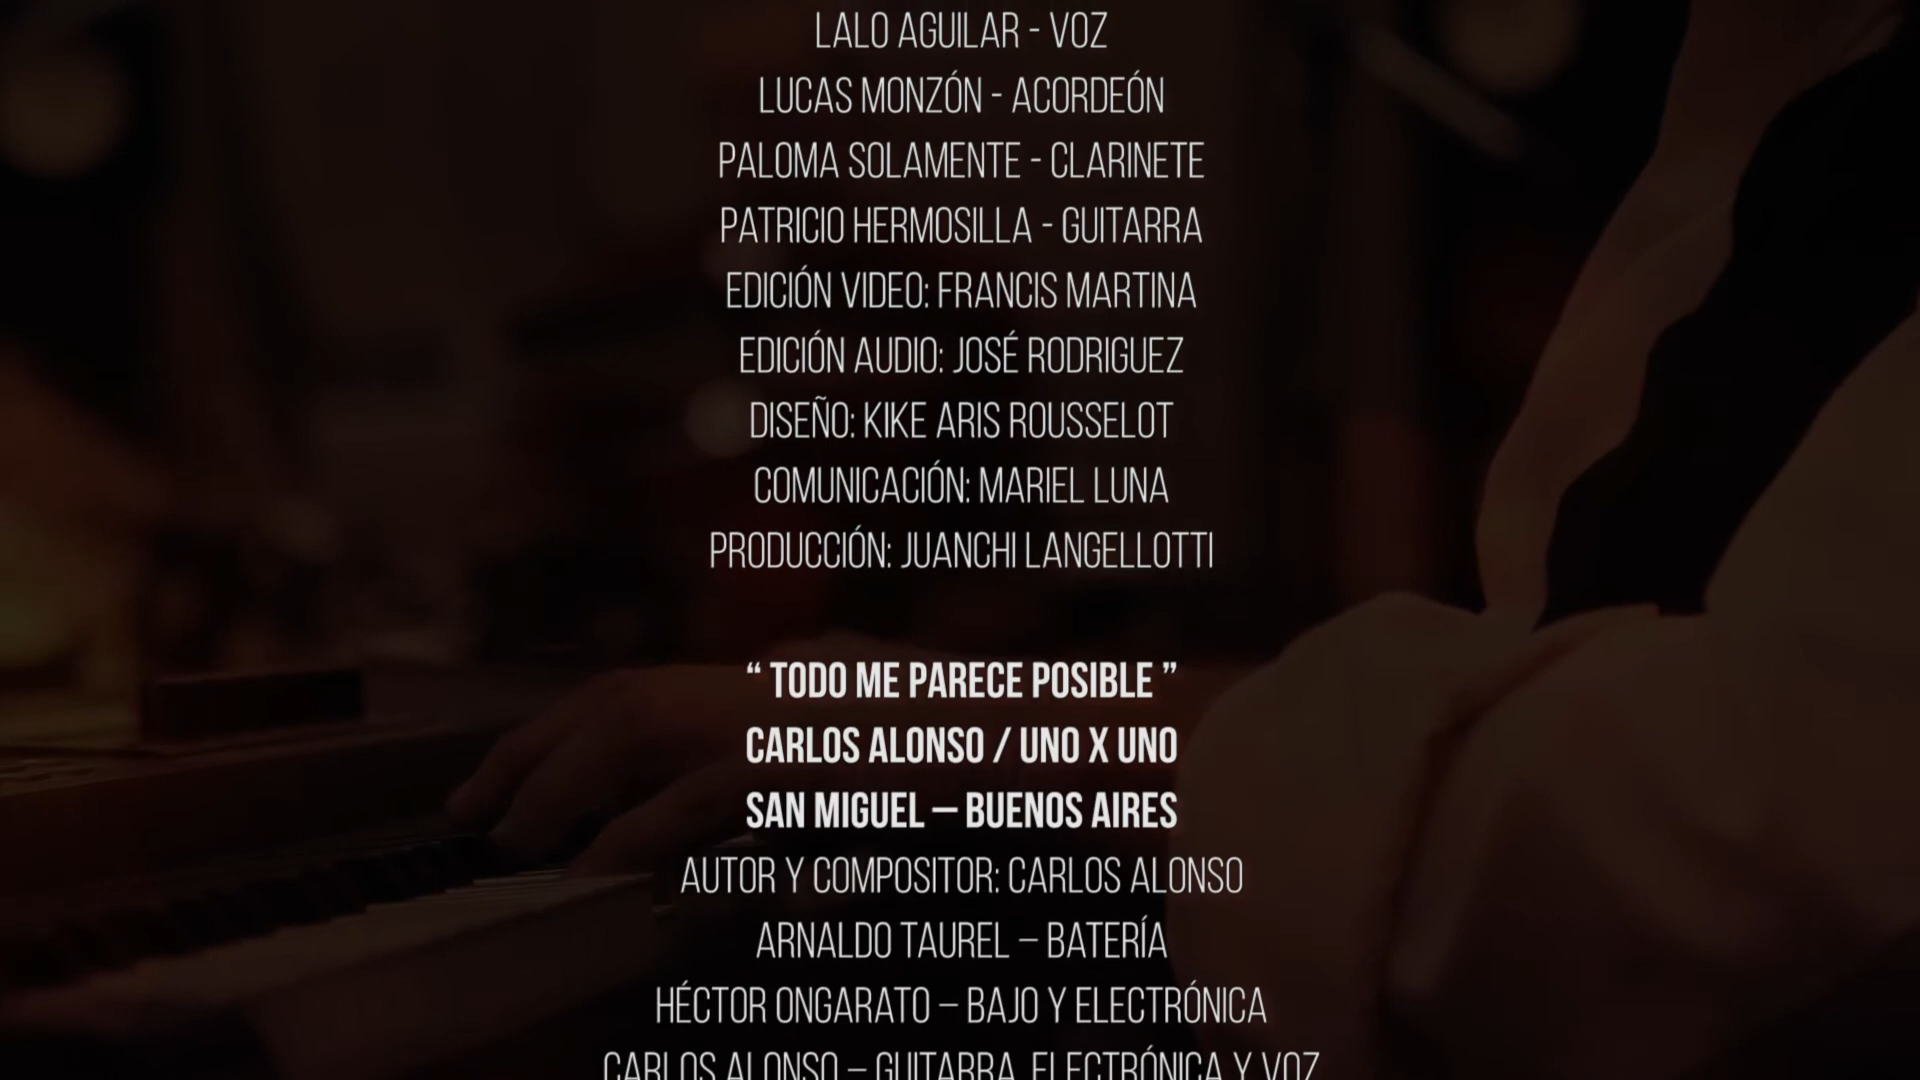 LALO AGUILAR - VOZ
LUCAS MONZÓN - ACORDEÓN
PALOMA SOLAMENTE - CLARINETE
PATRICIO HERMOSILLA - GUITARRA
EDICIÓN VIDEO: FRANCIS MARTINA
EDICIÓN AUDIO: JOSÉ RODRIGUEZ
DISEÑO: KIKE ARIS ROUSSELOT
COMUNICACIÓN: MARIEL LUNA
PRODUCCIÓN: JUANCHI LANGELLOTTI
“ TODO ME PARECE POSIBLE ”
CARLOS ALONSO / UNO X UNO
SAN MIGUEL – BUENOS AIRES
AUTOR Y COMPOSITOR: CARLOS ALONSO
ARNALDO TAUREL – BATERÍA
HÉCTOR ONGARATO – BAJO Y ELECTRÓNICA
CARLOS ALONSO – GUITARRA, ELECTRÓNICA Y VOZ